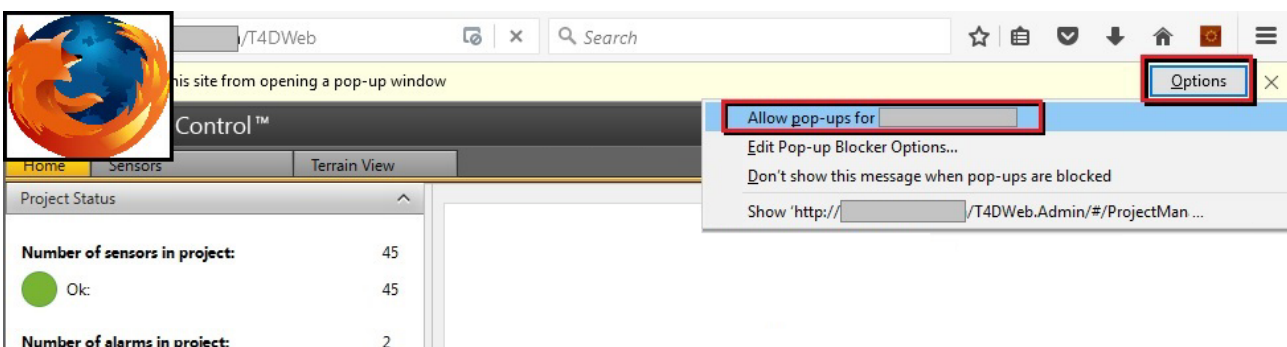 /T4DWeb
Search
his site from opening a pop-up window
Options
Control™
Allow pop-ups for
Edit Pop-up Blocker Options...
Don't show this message when pop-ups are blocked
Show 'http:// /T4DWeb.Admin/#/ProjectMan ...
Home Sensors Terrain View
Project Status
Number of sensors in project: 45
Ok: 45
Number of alarms in project: 2